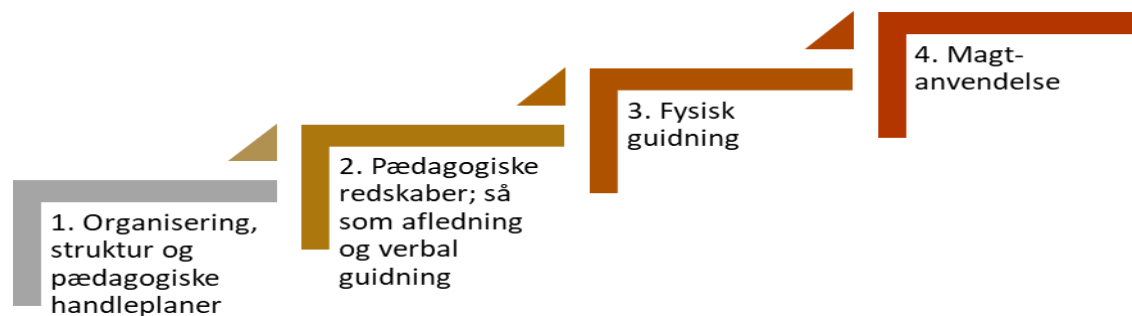 1. Organisering,
struktur og
pædagogiske
handleplaner
2. Pædagogiske
redskaber; så
som afledning
og verbal
guidning
3. Fysisk
guidning
4. Magt-
anvendelse